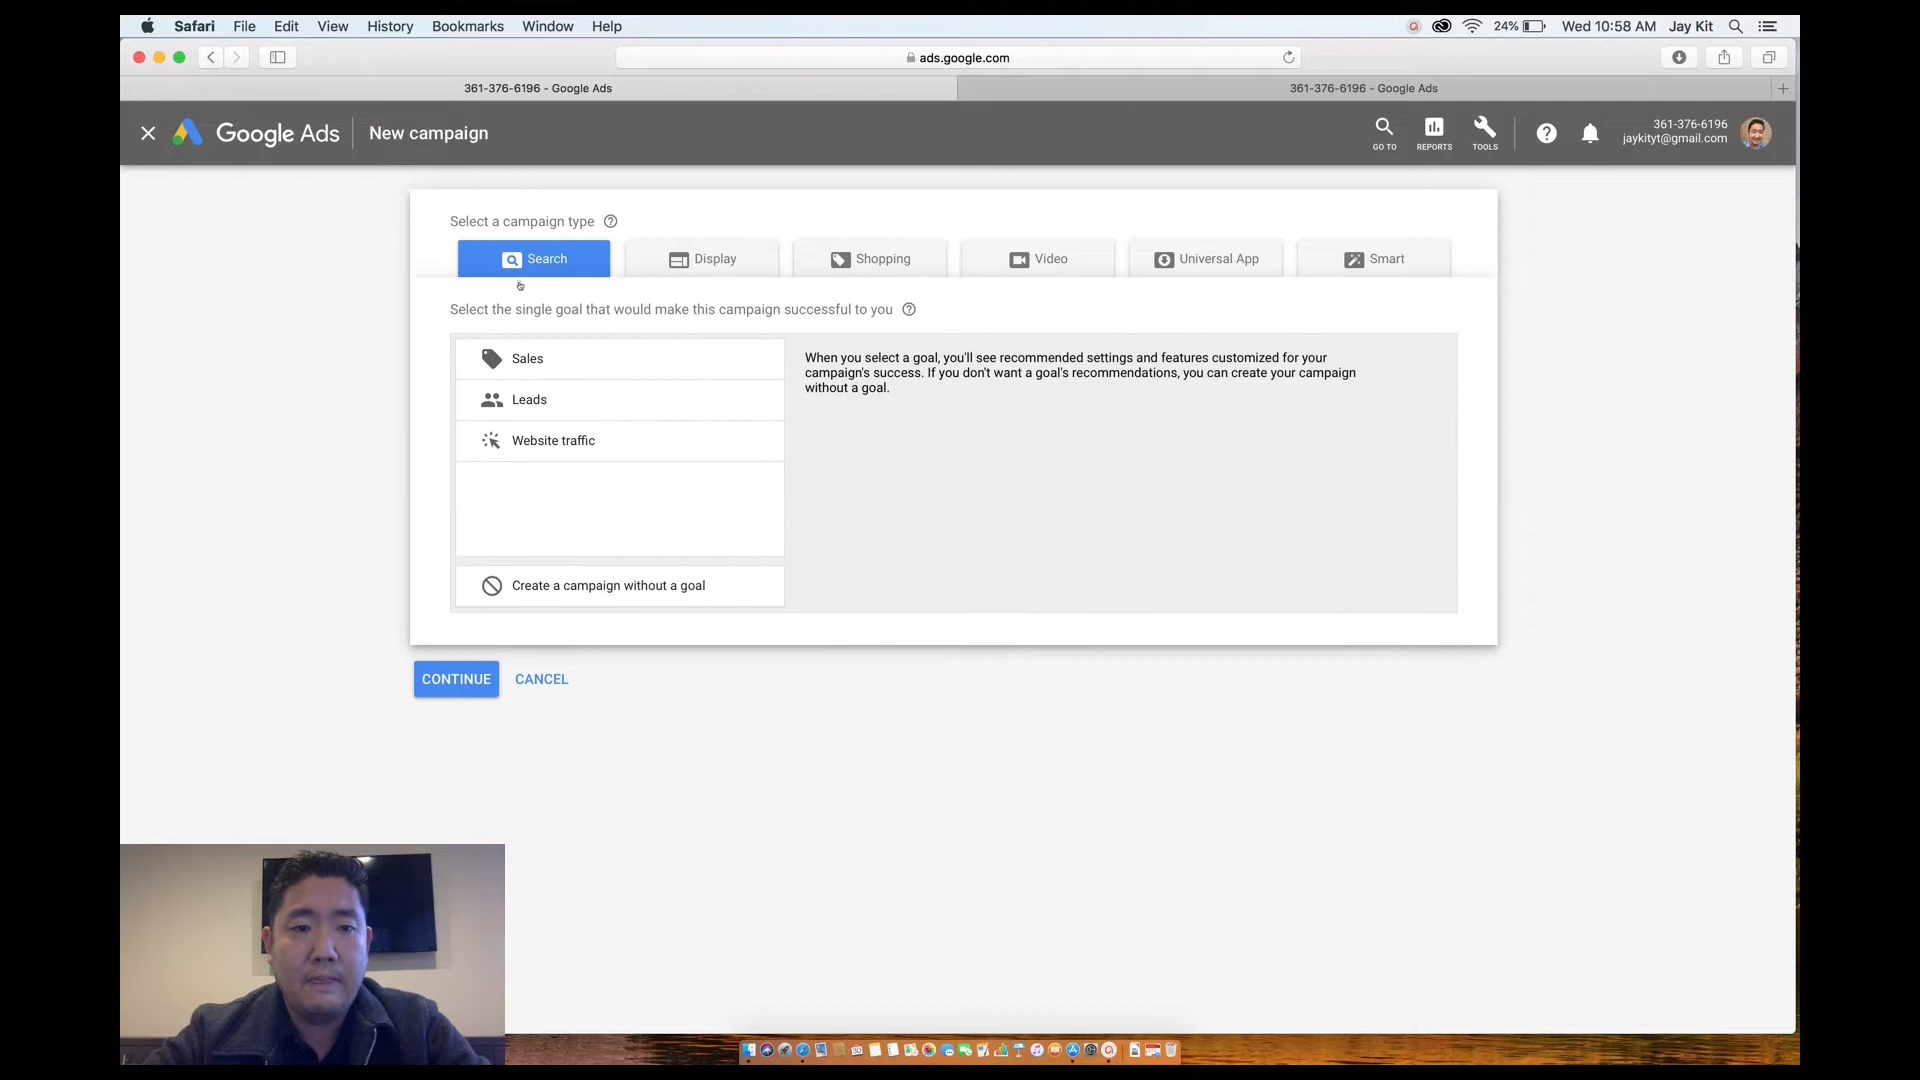 Safari File Edit View History Bookmarks Window Help 24% Wed 10:58 AM Jay Kit
ads.google.com
361-376-6196 - Google Ads 361-376-6196 - Google Ads
Google Ads New campaign GO TO REPORTS TOOLS 361-376-6196
jaykityt@gmail.com
Select a campaign type
Search Display Shopping Video Universal App Smart
Select the single goal that would make this campaign successful to you
Sales
Leads
Website traffic
Create a campaign without a goal
When you select a goal, you'll see recommended settings and features customized for your
campaign's success. If you don't want a goal's recommendations, you can create your campaign
without a goal.
CONTINUE CANCEL